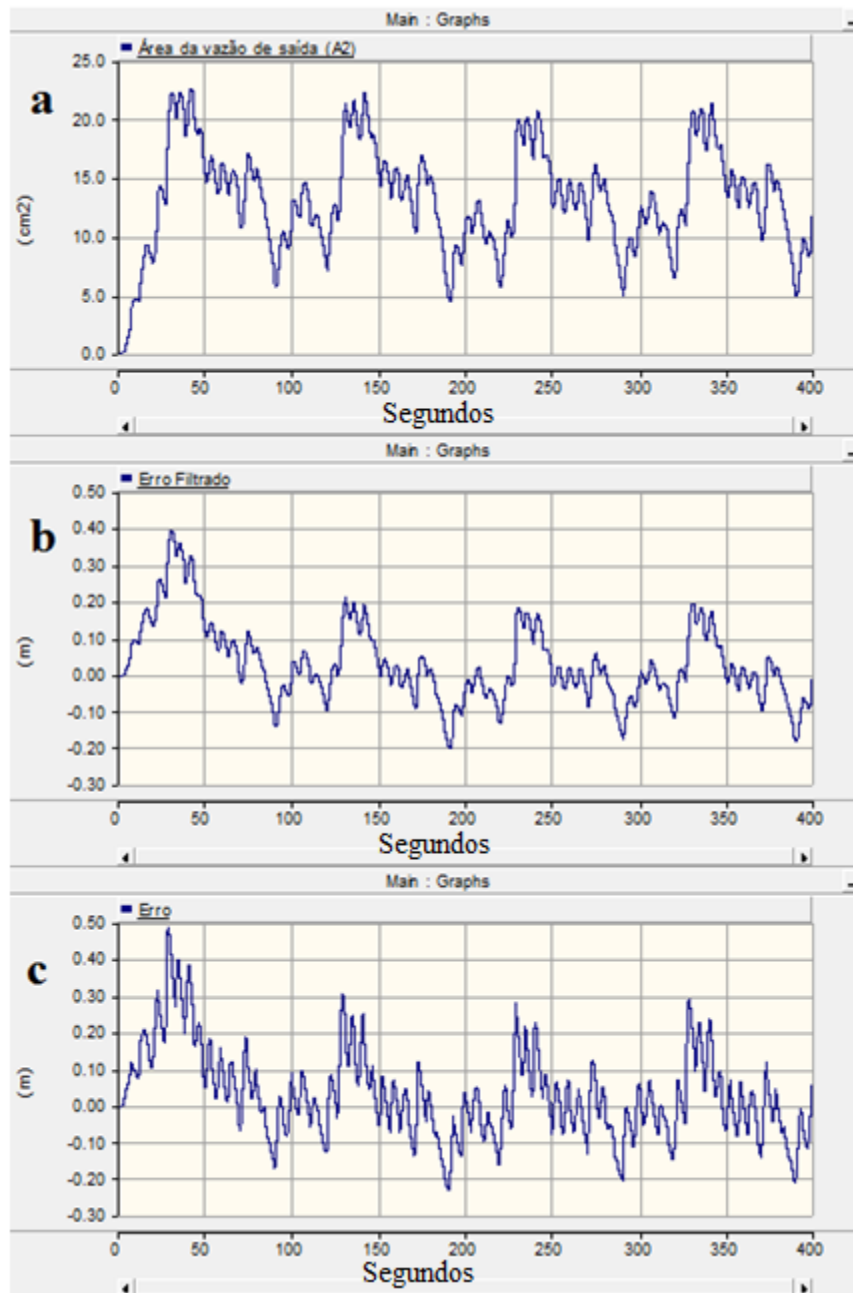 Main : Graphs
Área da vazão de saída (A2)
a
25.0
20.0
15.0
10.0
5.0
0.0
(cm2)
0 50 100 150 200 250 300 350 400
Segundos
Main : Graphs
Erro Filtrado
b
0.50
0.40
0.30
0.20
0.10
0.00
-0.10
-0.20
-0.30
(m)
0 50 100 150 200 250 300 350 400
Segundos
Main : Graphs
Erro
c
0.50
0.40
0.30
0.20
0.10
0.00
-0.10
-0.20
-0.30
(m)
0 50 100 150 200 250 300 350 400
Segundos